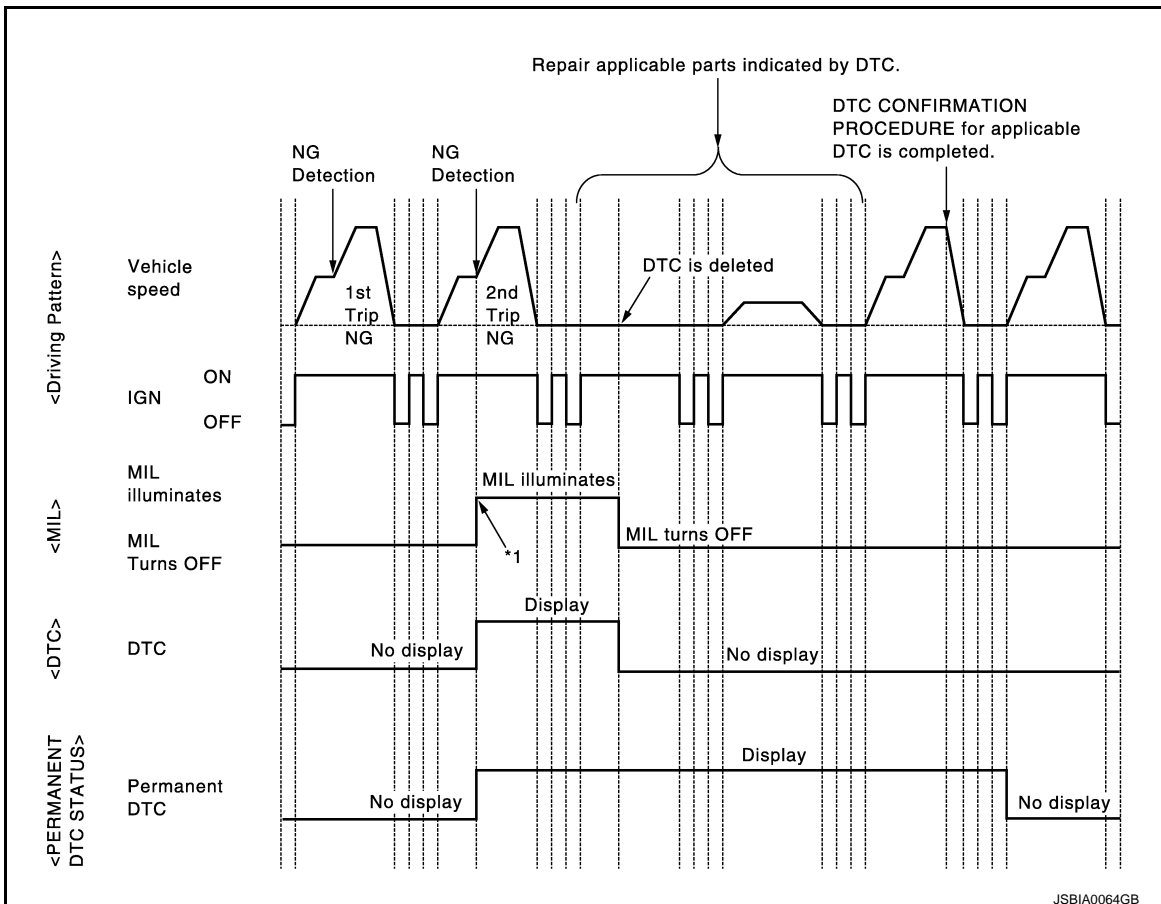 Repair applicable parts indicated by DTC.
DTC CONFIRMATION
PROCEDURE for applicable
DTC is completed.
NG
Detection
NG
Detection
<Driving Pattern>
Vehicle
speed
1st
Trip
NG
2nd
Trip
NG
DTC is deleted
IGN
ON
OFF
<MIL>
MIL
illuminates
MIL
Turns OFF
MIL illuminates
*1
MIL turns OFF
<DTC>
DTC
No display
Display
No display
<PERMANENT
DTC STATUS>
Permanent
DTC
No display
Display
No display
JSBIA0064GB